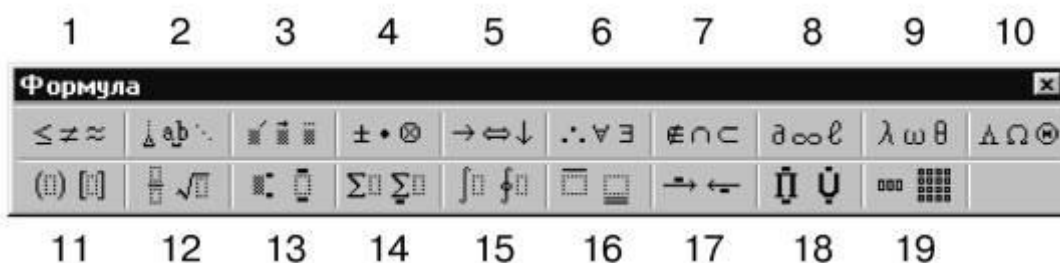 1 2 3 4 5 6 7 8 9 10
Формула
≤ ≠ ≈ a͜b ⋱ ± • ⊗ → ⇔ ↓ ∴ ∀ ∃ ∉ ∩ ⊂ ∂ ∞ ℓ λ ω θ Λ Ω Θ
(▯) [▯] √▯ Σ▯ Σ▯ ∫▯ ∮▯ → ← Π Ụ 000
11 12 13 14 15 16 17 18 19